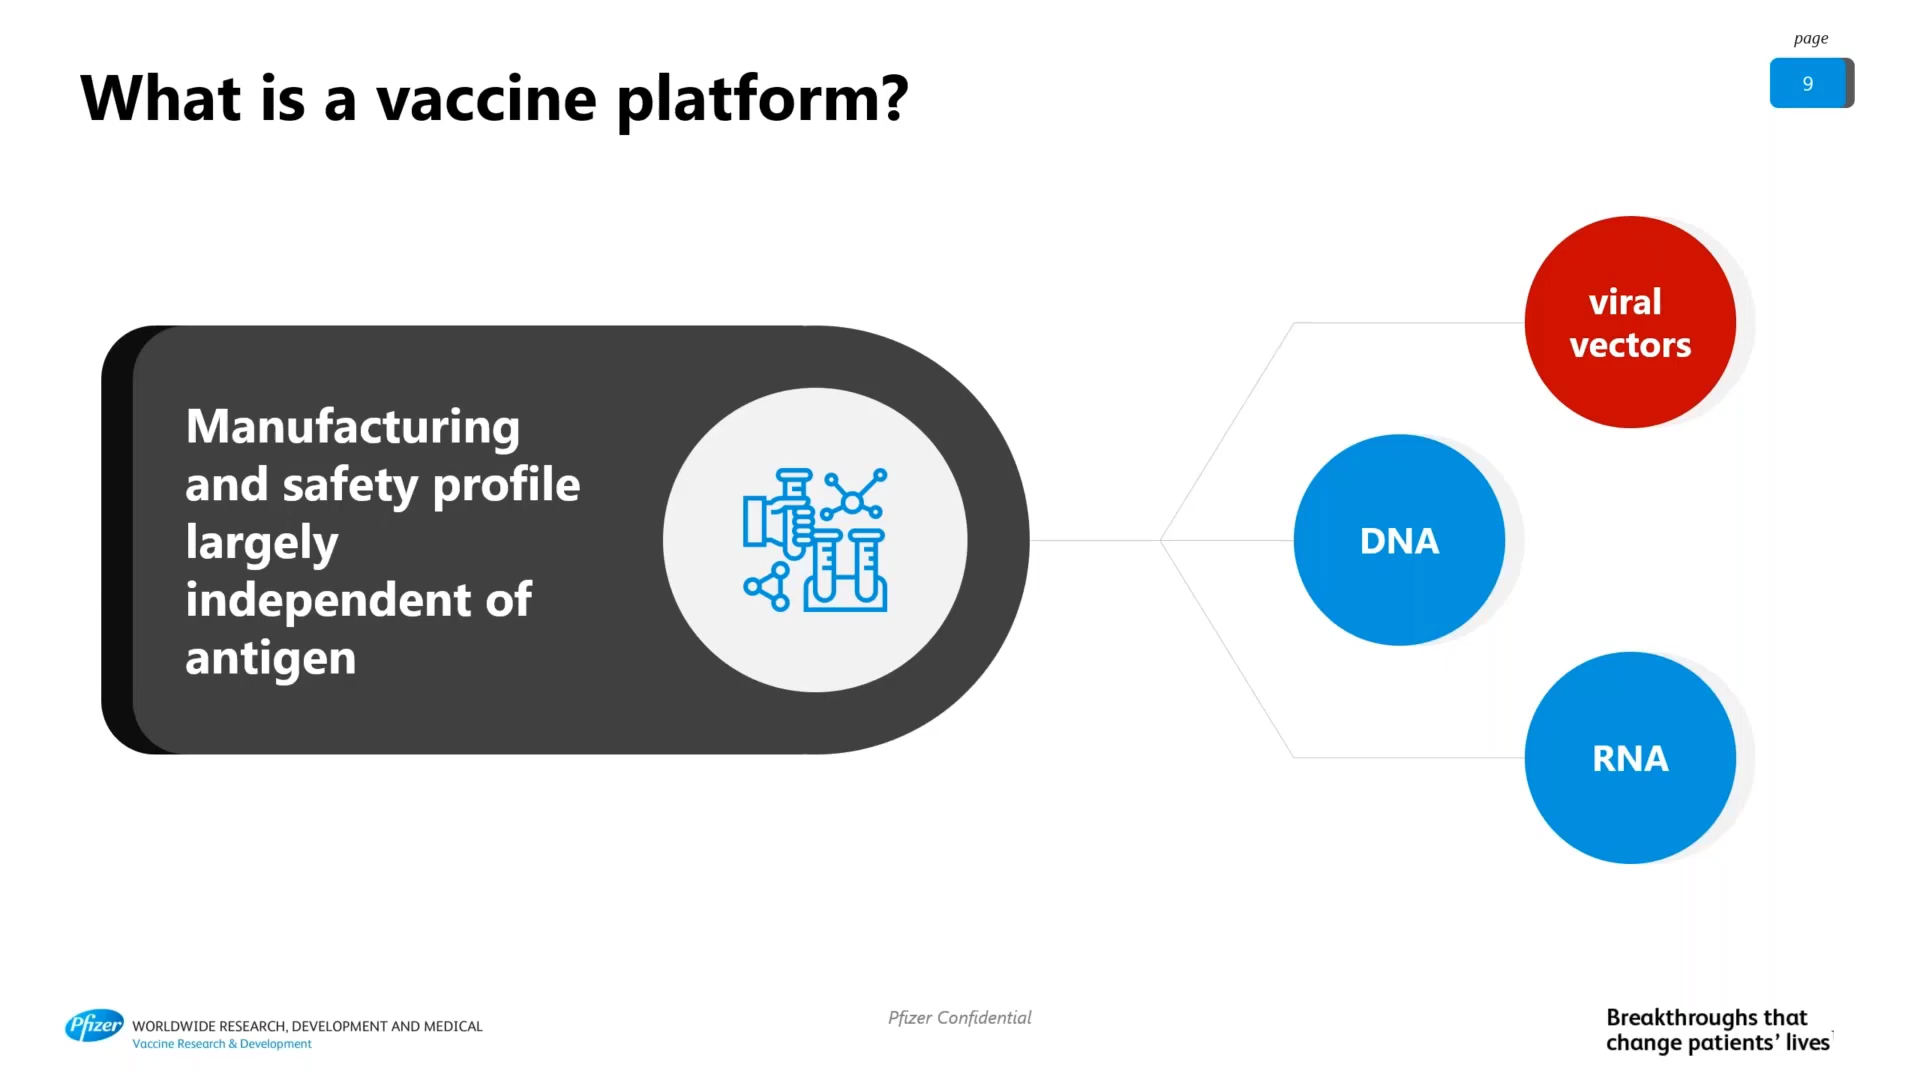 page
9
What is a vaccine platform?
Manufacturing
and safety profile
largely
independent of
antigen
viral
vectors
DNA
RNA
Pfizer
WORLDWIDE RESEARCH, DEVELOPMENT AND MEDICAL
Vaccine Research & Development
Pfizer Confidential
Breakthroughs that
change patients’ lives